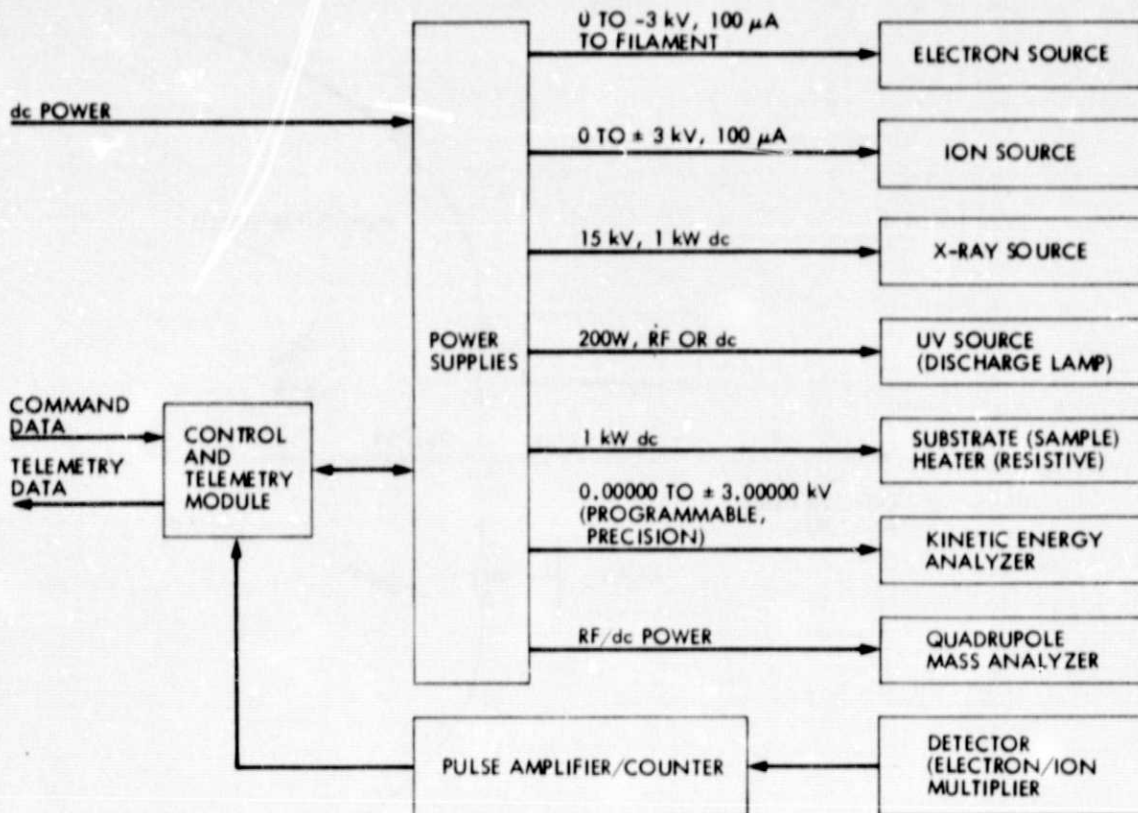 0 TO -3 kV, 100 μA
TO FILAMENT
ELECTRON SOURCE
dc POWER
0 TO ± 3 kV, 100 μA
ION SOURCE
15 kV, 1 kW dc
X-RAY SOURCE
POWER
SUPPLIES
200W, RF OR dc
UV SOURCE
(DISCHARGE LAMP)
COMMAND
DATA
TELEMETRY
DATA
CONTROL
AND
TELEMETRY
MODULE
1 kW dc
SUBSTRATE (SAMPLE)
HEATER (RESISTIVE)
0.00000 TO ± 3.00000 kV
(PROGRAMMABLE,
PRECISION)
KINETIC ENERGY
ANALYZER
RF/dc POWER
QUADRUPOLE
MASS ANALYZER
PULSE AMPLIFIER/COUNTER
DETECTOR
(ELECTRON/ION
MULTIPLIER